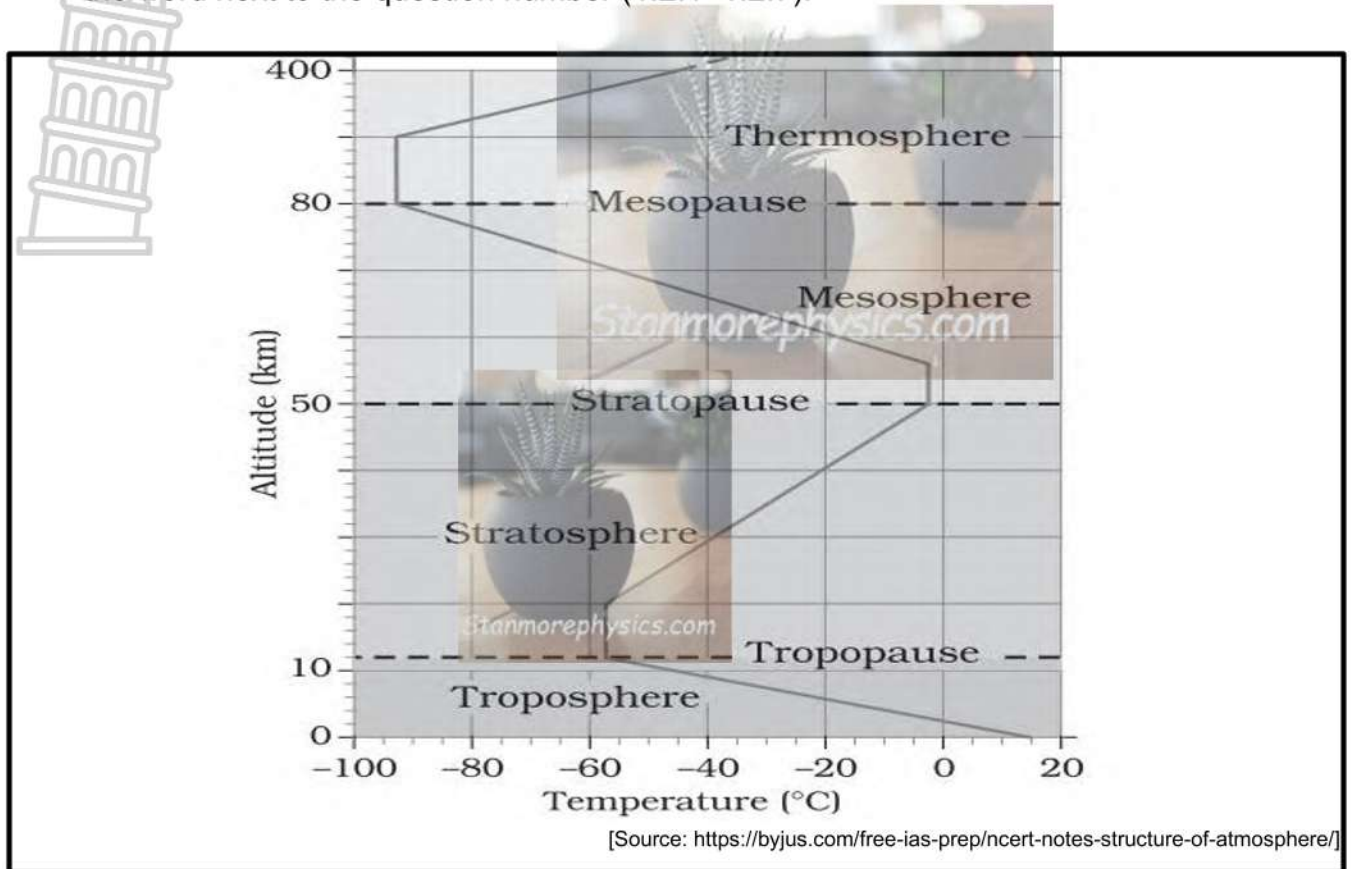 400
Thermosphere
80
Mesopause
Mesosphere
Stanmorephysics.com
Altitude (km)
50
Stratopause
Stratosphere
Stanmorephysics.com
Tropopause
10
Troposphere
0
−100 −80 −60 −40 −20 0 20
Temperature (°C)
[Source: https://byjus.com/free-ias-prep/ncert-notes-structure-of-atmosphere/]